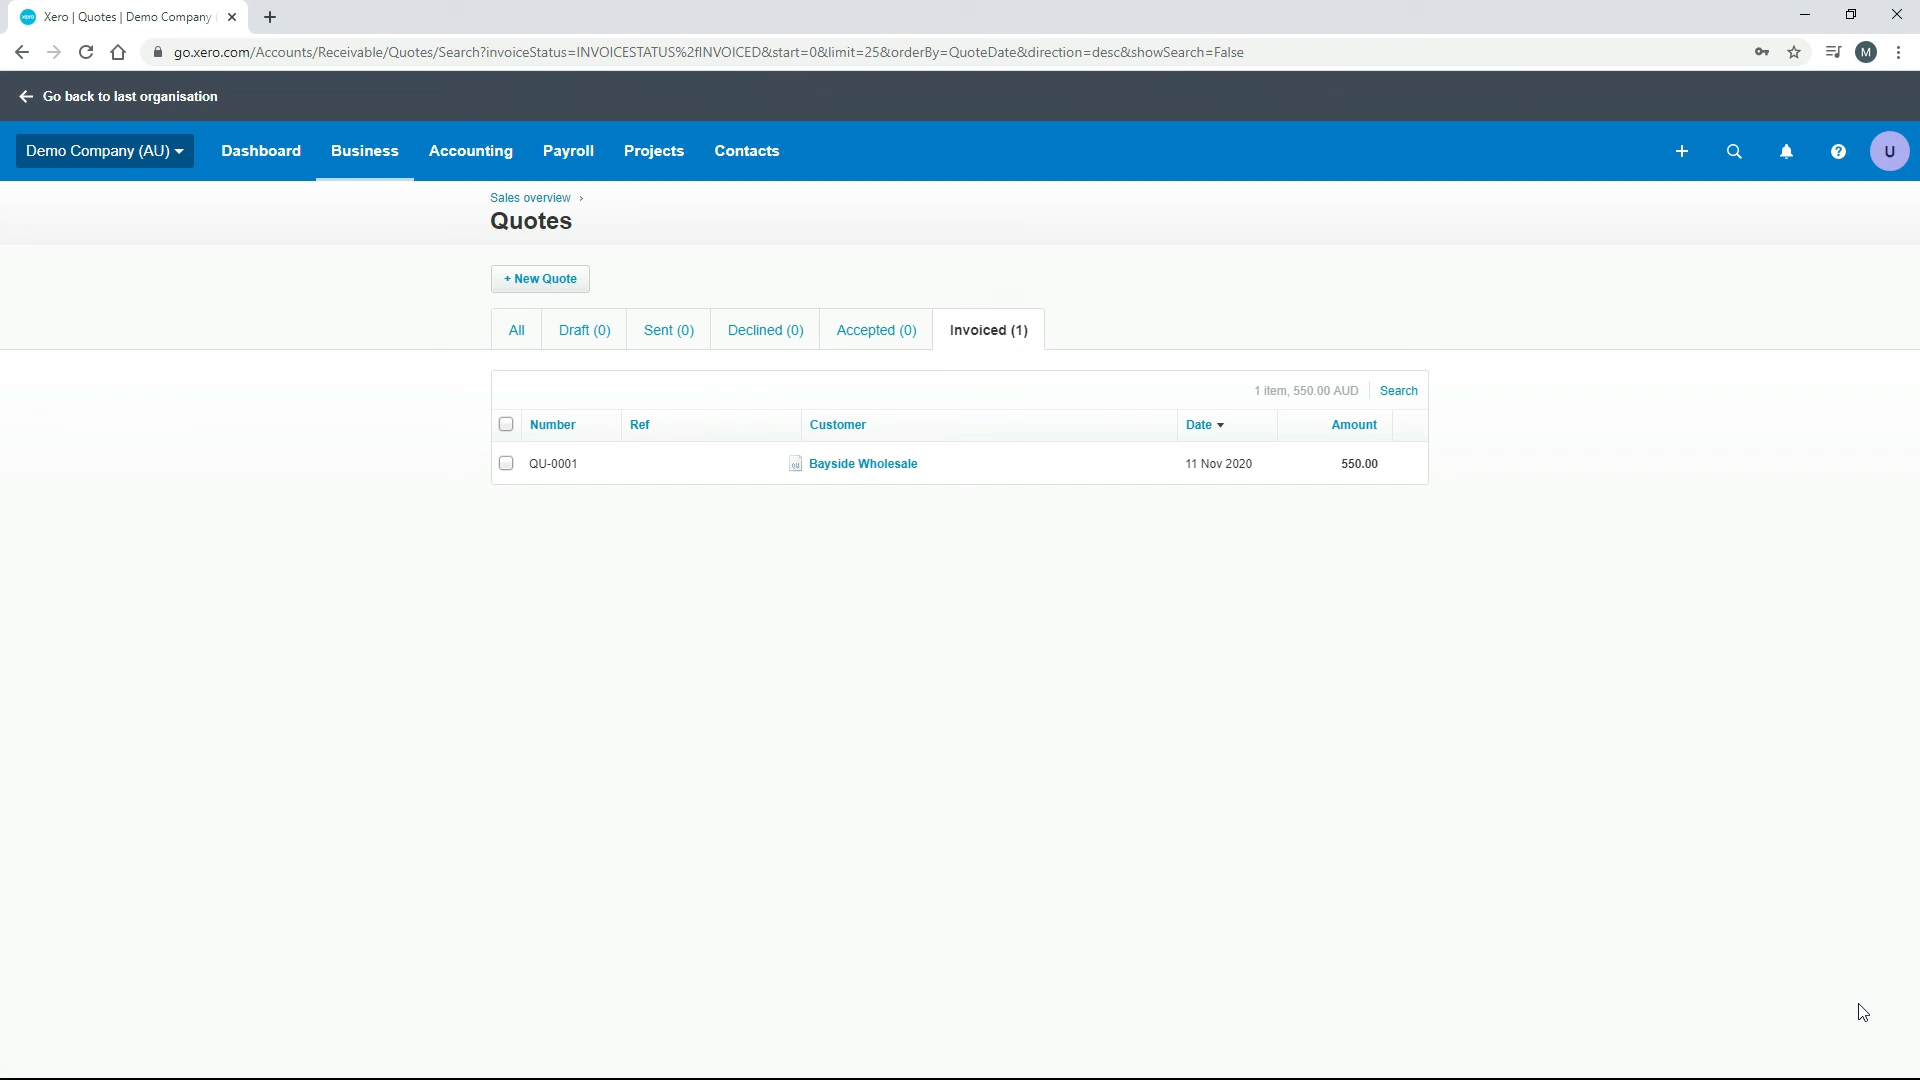 Xero | Quotes | Demo Company
go.xero.com/Accounts/Receivable/Quotes/Search?invoiceStatus=INVOICESTATUS%2fINVOICED&start=0&limit=25&orderBy=QuoteDate&direction=desc&showSearch=False
M
Go back to last organisation
Demo Company (AU) Dashboard Business Accounting Payroll Projects Contacts U
Sales overview ›
Quotes
+ New Quote
All Draft (0) Sent (0) Declined (0) Accepted (0) Invoiced (1)
1 item, 550.00 AUD Search
Number Ref Customer Date Amount
QU-0001 Bayside Wholesale 11 Nov 2020 550.00